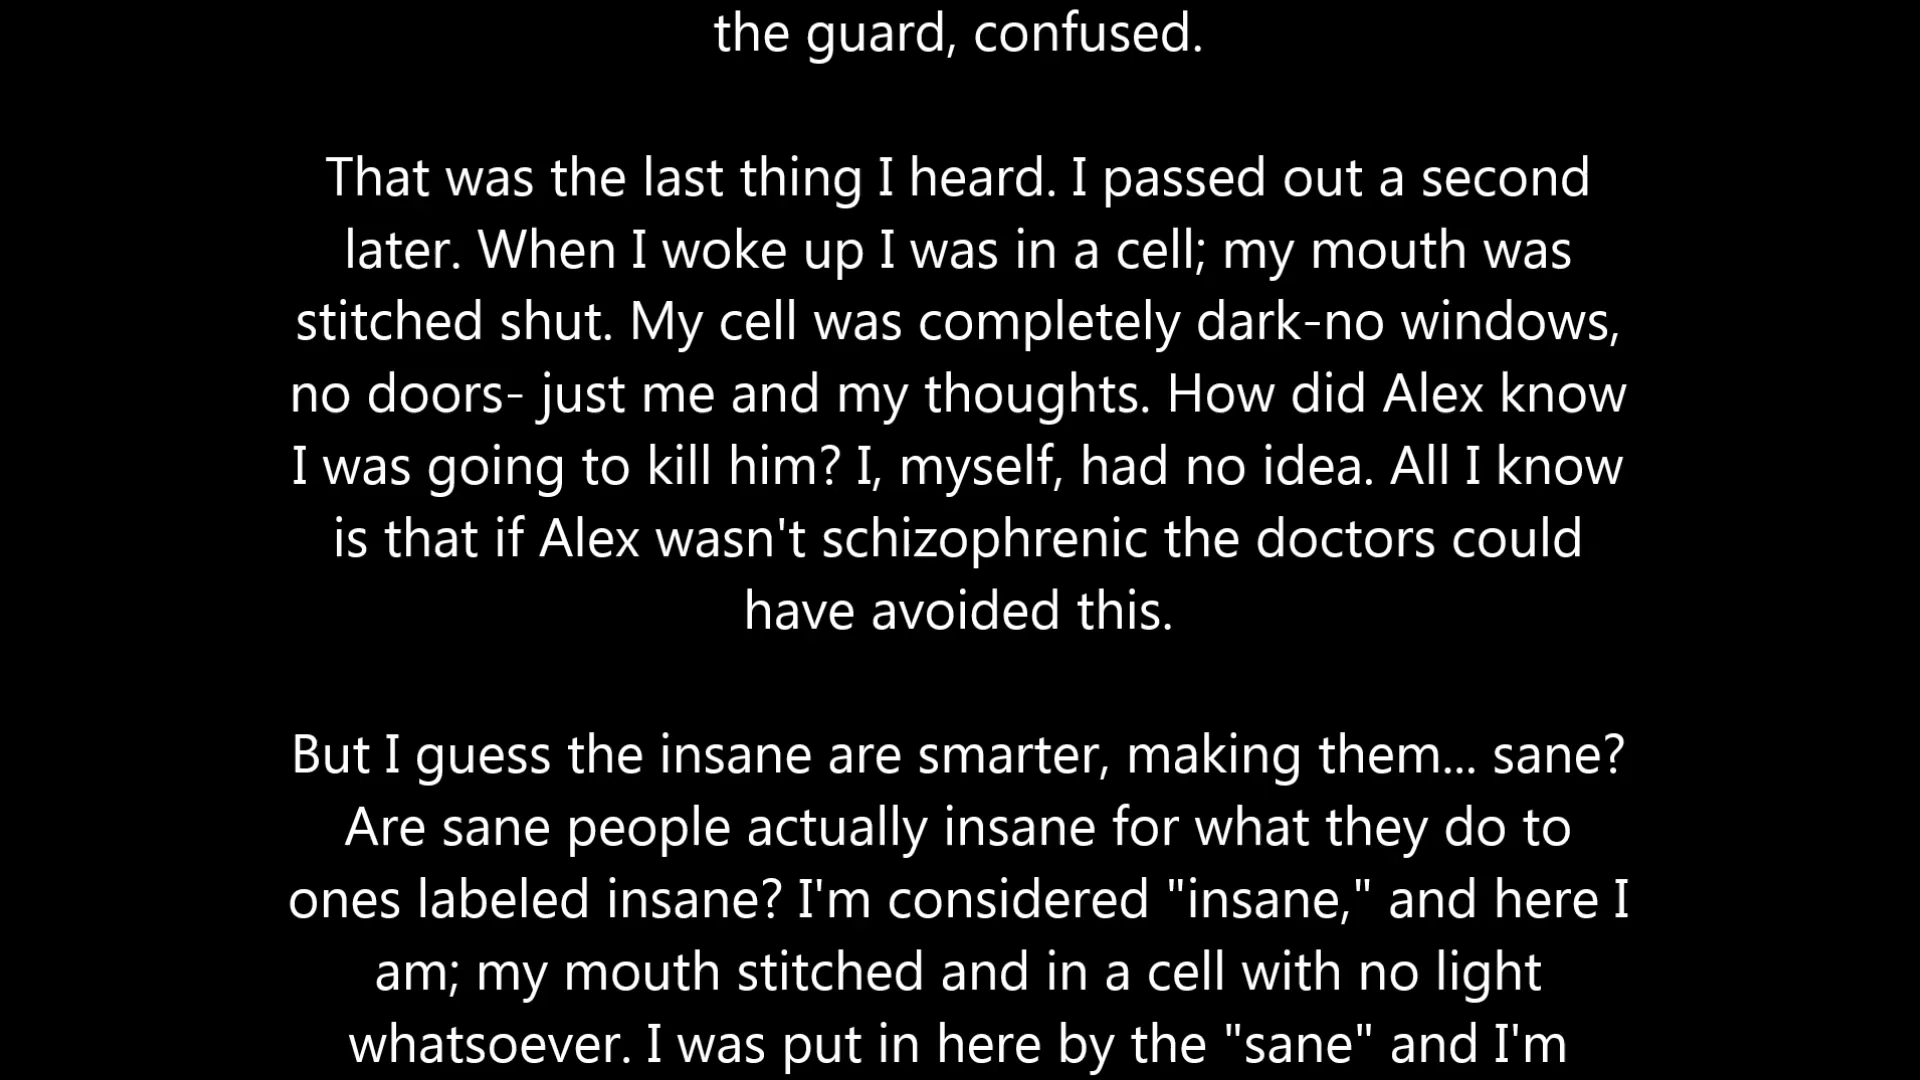 the guard, confused.
That was the last thing I heard. I passed out a second
later. When I woke up I was in a cell; my mouth was
stitched shut. My cell was completely dark-no windows,
no doors- just me and my thoughts. How did Alex know
I was going to kill him? I, myself, had no idea. All I know
is that if Alex wasn't schizophrenic the doctors could
have avoided this.
But I guess the insane are smarter, making them... sane?
Are sane people actually insane for what they do to
ones labeled insane? I'm considered "insane," and here I
am; my mouth stitched and in a cell with no light
whatsoever. I was put in here by the "sane" and I'm